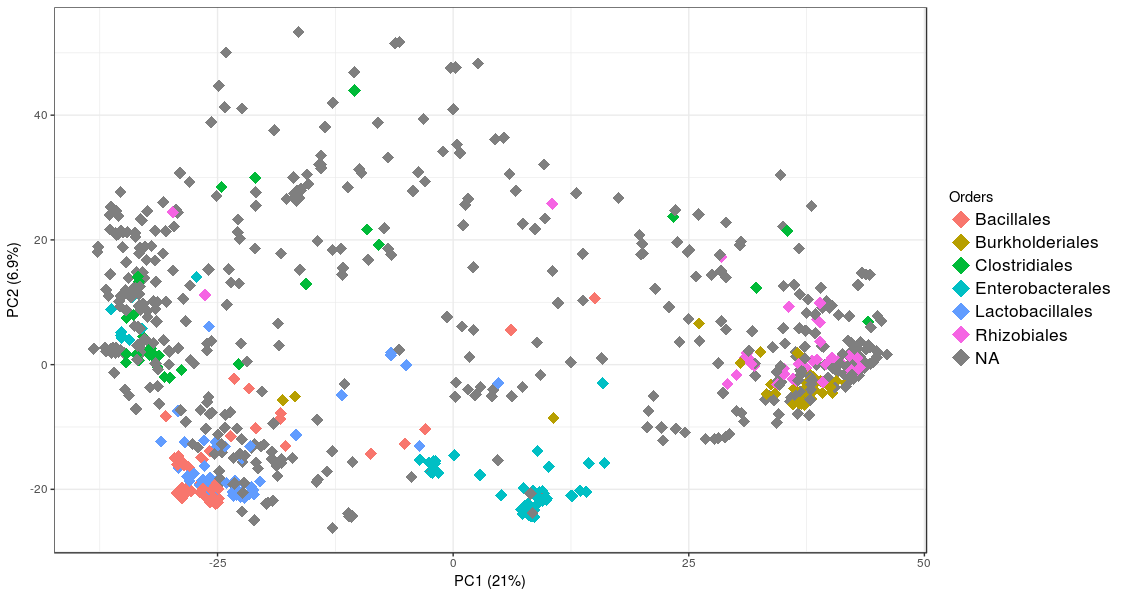 40
20
0
-20
-25
0
25
50
PC1 (21%)
PC2 (6.9%)
Orders
Bacillales
Burkholderiales
Clostridiales
Enterobacterales
Lactobacillales
Rhizobiales
NA